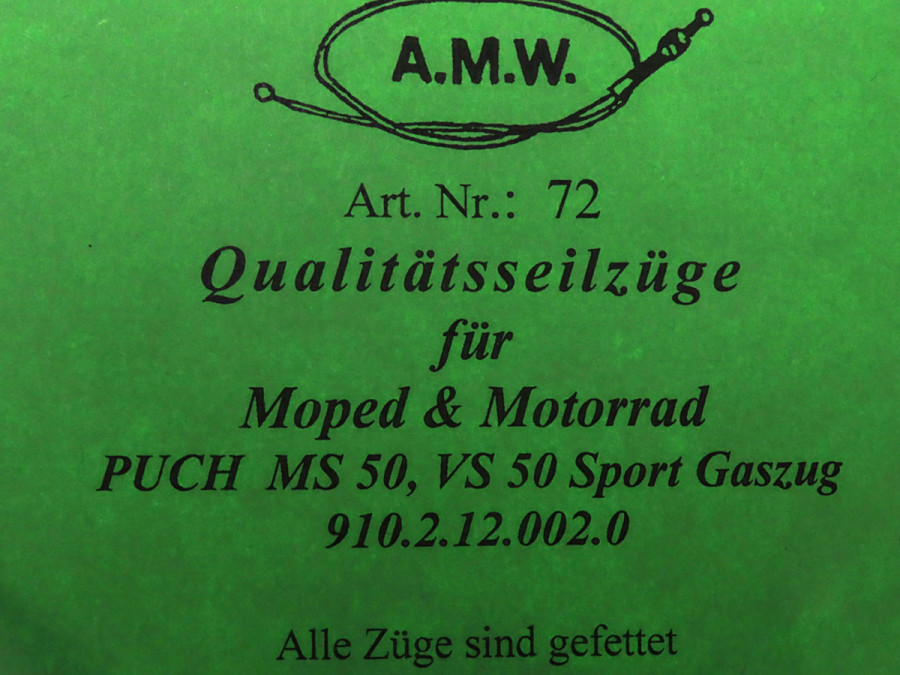 A.M.W.
Art. Nr.: 72
Qualitätsseilzüge
für
Moped & Motorrad
PUCH MS 50, VS 50 Sport Gaszug
910.2.12.002.0
Alle Züge sind gefettet